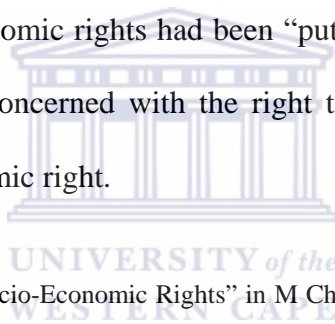 omic rights had been “put
oncerned with the right t
mic right.
UNIVERSITY of the
cio-Economic Rights” in M Ch
WESTERN CAPE